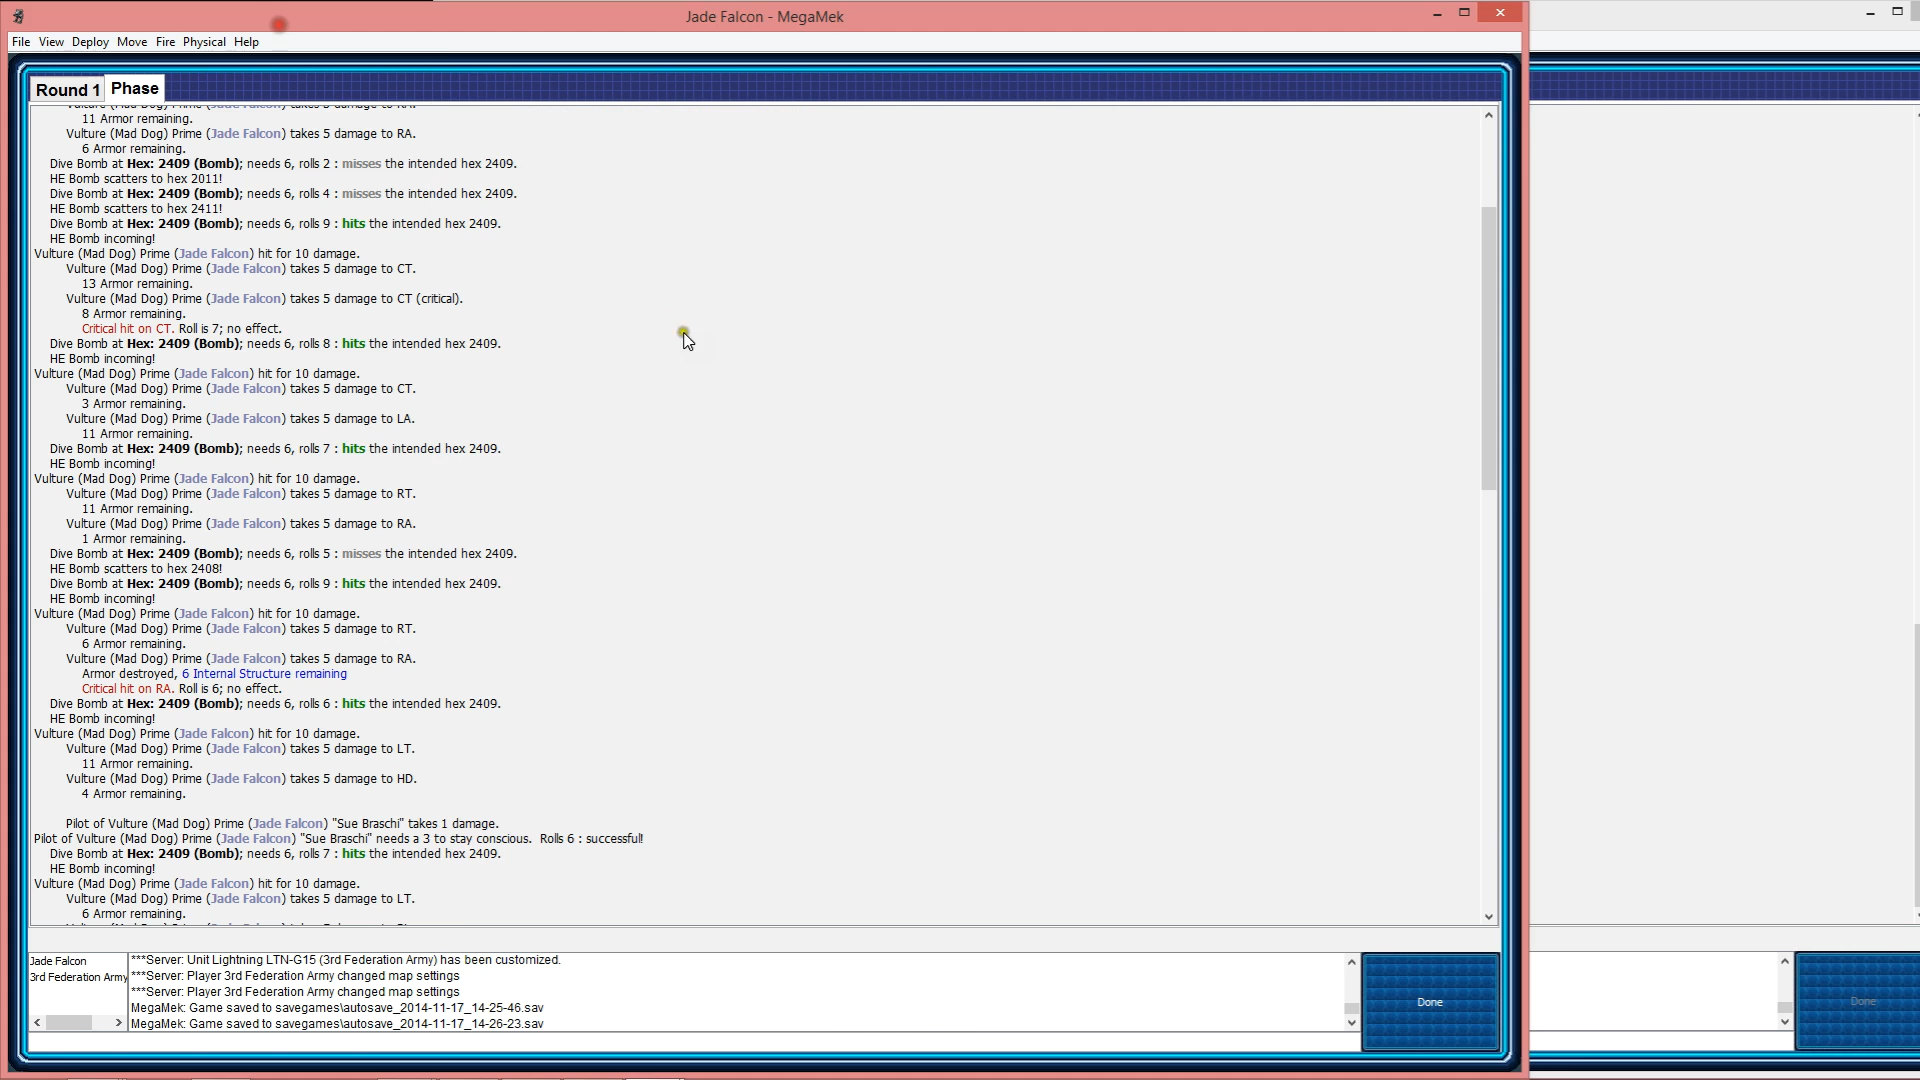 Jade Falcon - MegaMek
File View Deploy Move Fire Physical Help
Round 1 Phase
Vulture (Mad Dog) Prime (Jade Falcon) takes 5 damage to RA.
11 Armor remaining.
Vulture (Mad Dog) Prime (Jade Falcon) takes 5 damage to RA.
6 Armor remaining.
Dive Bomb at Hex: 2409 (Bomb); needs 6, rolls 2 : misses the intended hex 2409.
HE Bomb scatters to hex 2011!
Dive Bomb at Hex: 2409 (Bomb); needs 6, rolls 4 : misses the intended hex 2409.
HE Bomb scatters to hex 2411!
Dive Bomb at Hex: 2409 (Bomb); needs 6, rolls 9 : hits the intended hex 2409.
HE Bomb incoming!
Vulture (Mad Dog) Prime (Jade Falcon) hit for 10 damage.
Vulture (Mad Dog) Prime (Jade Falcon) takes 5 damage to CT.
13 Armor remaining.
Vulture (Mad Dog) Prime (Jade Falcon) takes 5 damage to CT (critical).
8 Armor remaining.
Critical hit on CT. Roll is 7; no effect.
Dive Bomb at Hex: 2409 (Bomb); needs 6, rolls 8 : hits the intended hex 2409.
HE Bomb incoming!
Vulture (Mad Dog) Prime (Jade Falcon) hit for 10 damage.
Vulture (Mad Dog) Prime (Jade Falcon) takes 5 damage to CT.
3 Armor remaining.
Vulture (Mad Dog) Prime (Jade Falcon) takes 5 damage to LA.
11 Armor remaining.
Dive Bomb at Hex: 2409 (Bomb); needs 6, rolls 7 : hits the intended hex 2409.
HE Bomb incoming!
Vulture (Mad Dog) Prime (Jade Falcon) hit for 10 damage.
Vulture (Mad Dog) Prime (Jade Falcon) takes 5 damage to RT.
11 Armor remaining.
Vulture (Mad Dog) Prime (Jade Falcon) takes 5 damage to RA.
1 Armor remaining.
Dive Bomb at Hex: 2409 (Bomb); needs 6, rolls 5 : misses the intended hex 2409.
HE Bomb scatters to hex 2408!
Dive Bomb at Hex: 2409 (Bomb); needs 6, rolls 9 : hits the intended hex 2409.
HE Bomb incoming!
Vulture (Mad Dog) Prime (Jade Falcon) hit for 10 damage.
Vulture (Mad Dog) Prime (Jade Falcon) takes 5 damage to RT.
6 Armor remaining.
Vulture (Mad Dog) Prime (Jade Falcon) takes 5 damage to RA.
Armor destroyed, 6 Internal Structure remaining
Critical hit on RA. Roll is 6; no effect.
Dive Bomb at Hex: 2409 (Bomb); needs 6, rolls 6 : hits the intended hex 2409.
HE Bomb incoming!
Vulture (Mad Dog) Prime (Jade Falcon) hit for 10 damage.
Vulture (Mad Dog) Prime (Jade Falcon) takes 5 damage to LT.
11 Armor remaining.
Vulture (Mad Dog) Prime (Jade Falcon) takes 5 damage to HD.
4 Armor remaining.
Pilot of Vulture (Mad Dog) Prime (Jade Falcon) "Sue Braschi" takes 1 damage.
Pilot of Vulture (Mad Dog) Prime (Jade Falcon) "Sue Braschi" needs a 3 to stay conscious. Rolls 6 : successful!
Dive Bomb at Hex: 2409 (Bomb); needs 6, rolls 7 : hits the intended hex 2409.
HE Bomb incoming!
Vulture (Mad Dog) Prime (Jade Falcon) hit for 10 damage.
Vulture (Mad Dog) Prime (Jade Falcon) takes 5 damage to LT.
6 Armor remaining.
Jade Falcon
3rd Federation Army
***Server: Unit Lightning LTN-G15 (3rd Federation Army) has been customized.
***Server: Player 3rd Federation Army changed map settings
***Server: Player 3rd Federation Army changed map settings
MegaMek: Game saved to savegames\autosave_2014-11-17_14-25-46.sav
MegaMek: Game saved to savegames\autosave_2014-11-17_14-26-23.sav
Done
Done